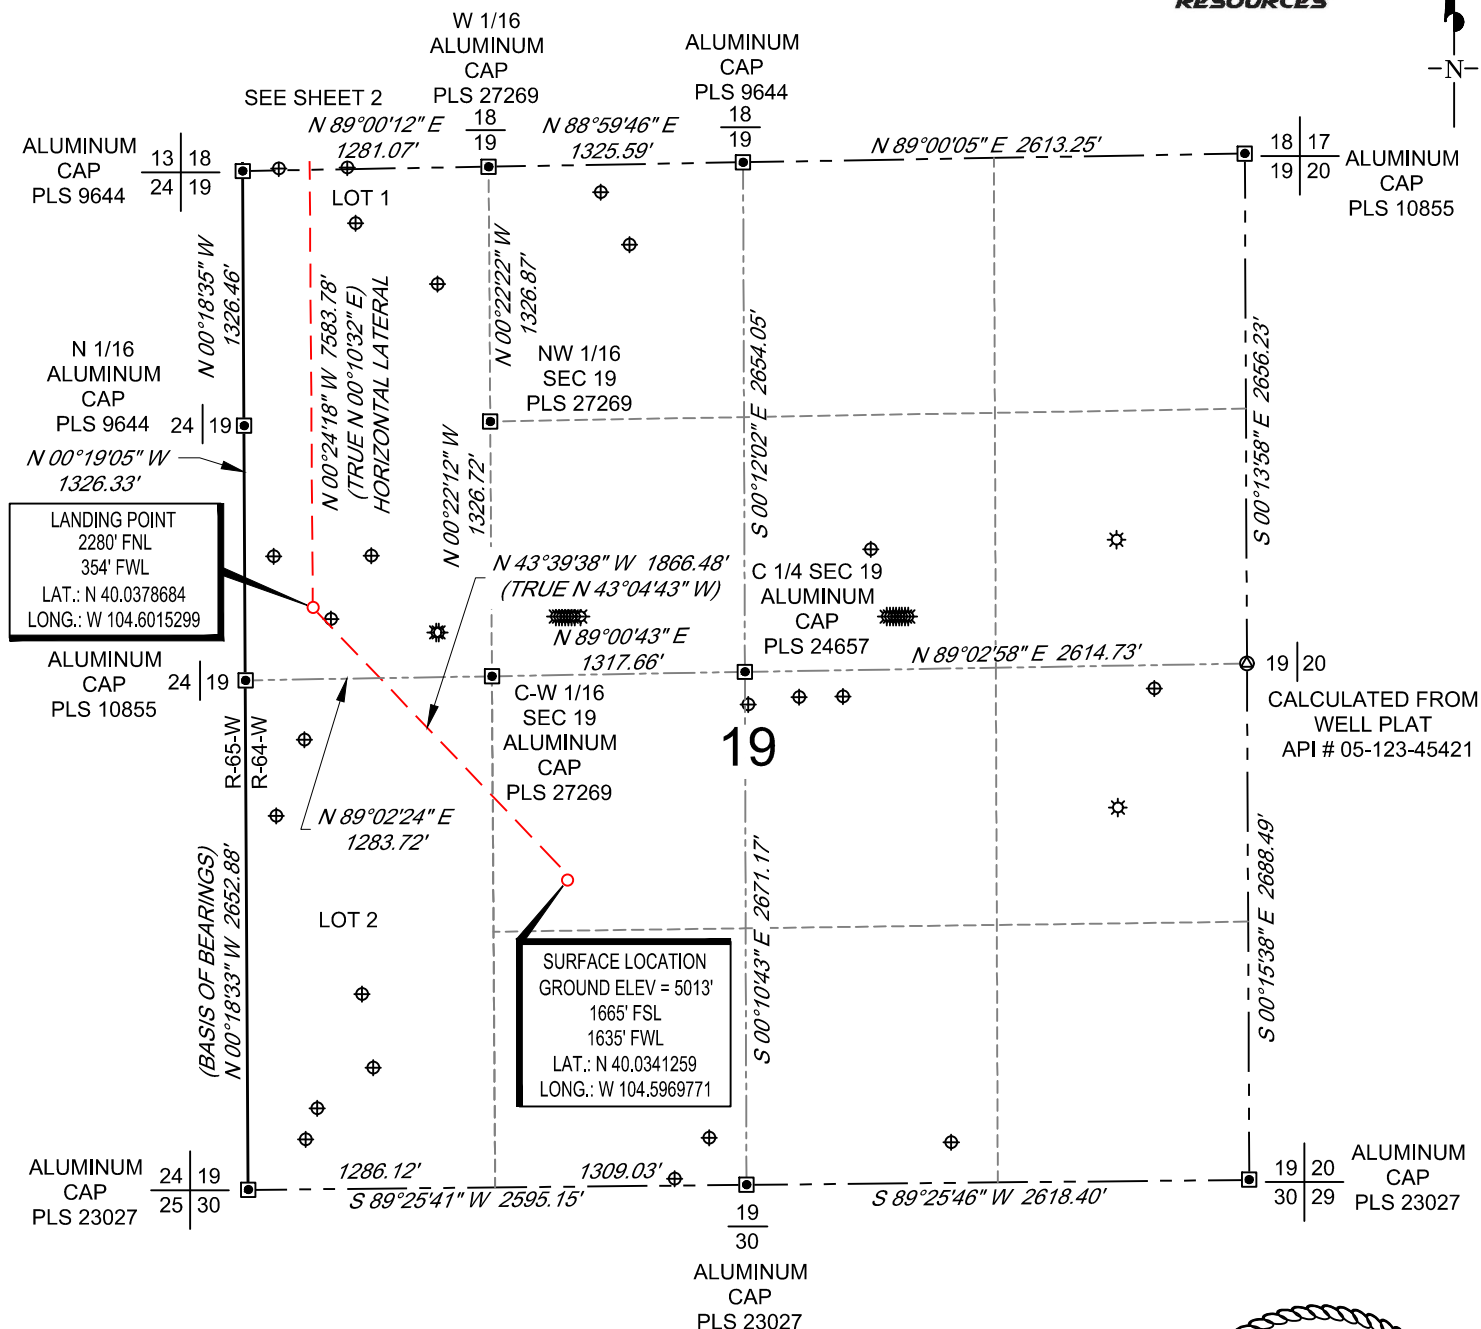 RESOURCES
N
W 1/16
ALUMINUM
CAP
PLS 27269
18
19
ALUMINUM
CAP
PLS 9644
18
19
SEE SHEET 2
N 89°00'12" E
1281.07'
N 88°59'46" E
1325.59'
N 89°00'05" E 2613.25'
ALUMINUM
CAP
PLS 9644
13 18
24 19
18 17
19 20
ALUMINUM
CAP
PLS 10855
LOT 1
N 00°18'35" W
1326.46'
N 00°24'18" W 7583.78'
(TRUE N 00°10'32" E)
HORIZONTAL LATERAL
N 00°22'22" W
1326.87'
S 00°12'02" E 2654.05'
S 00°13'58" E 2656.23'
N 1/16
ALUMINUM
CAP
PLS 9644
24 19
NW 1/16
SEC 19
PLS 27269
N 00°19'05" W
1326.33'
N 00°22'12" W
1326.72'
LANDING POINT
2280' FNL
354' FWL
LAT.: N 40.0378684
LONG.: W 104.6015299
N 43°39'38" W 1866.48'
(TRUE N 43°04'43" W)
C 1/4 SEC 19
ALUMINUM
CAP
PLS 24657
N 89°00'43" E
1317.66'
N 89°02'58" E 2614.73'
ALUMINUM
CAP
PLS 10855
24 19
19 20
CALCULATED FROM
WELL PLAT
API # 05-123-45421
C-W 1/16
SEC 19
ALUMINUM
CAP
PLS 27269
R-65-W
R-64-W
19
N 89°02'24" E
1283.72'
(BASIS OF BEARINGS)
N 00°18'33" W 2652.88'
LOT 2
S 00°10'43" E 2671.17'
S 00°15'38" E 2688.49'
SURFACE LOCATION
GROUND ELEV = 5013'
1665' FSL
1635' FWL
LAT.: N 40.0341259
LONG.: W 104.5969771
ALUMINUM
CAP
PLS 23027
24 19
25 30
1286.12'
1309.03'
S 89°25'41" W 2595.15'
S 89°25'46" W 2618.40'
19 20
30 29
ALUMINUM
CAP
PLS 23027
19
30
ALUMINUM
CAP
PLS 23027